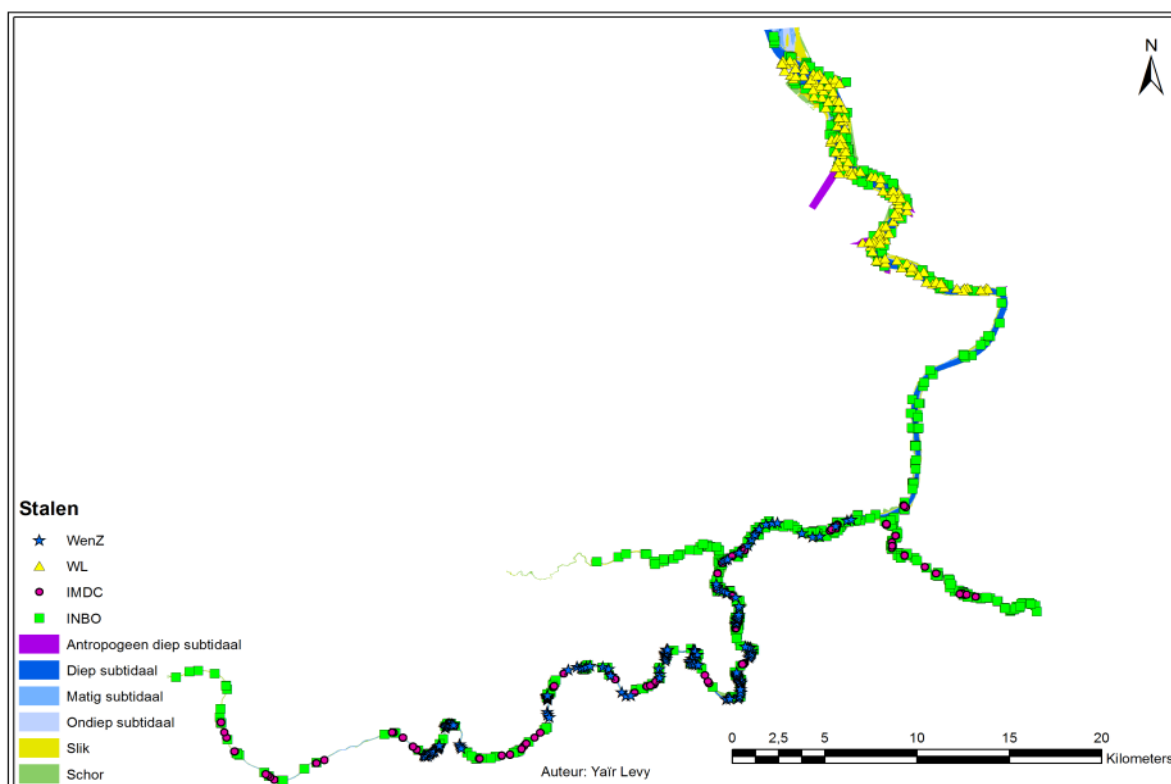 N
Stalen
WenZ
WL
IMDC
INBO
Antropogeen diep subtidaal
Diep subtidaal
Matig subtidaal
Ondiep subtidaal
Slik
Schor
0 2,5 5 10 15 20
Kilometers
Auteur: Yaïr Levy